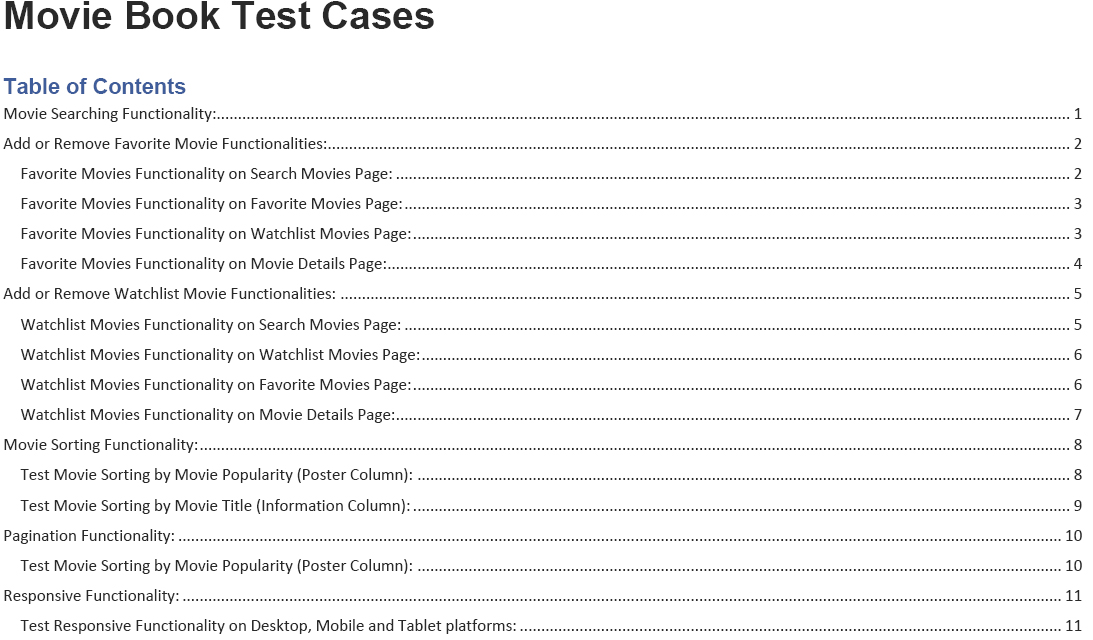 Movie Book Test Cases
Table of Contents
Movie Searching Functionality:........................................ 1
Add or Remove Favorite Movie Functionalities:........................................ 2
Favorite Movies Functionality on Search Movies Page: ........................................ 2
Favorite Movies Functionality on Favorite Movies Page:........................................ 3
Favorite Movies Functionality on Watchlist Movies Page:........................................ 3
Favorite Movies Functionality on Movie Details Page:........................................ 4
Add or Remove Watchlist Movie Functionalities: ........................................ 5
Watchlist Movies Functionality on Search Movies Page: ........................................ 5
Watchlist Movies Functionality on Watchlist Movies Page:........................................ 6
Watchlist Movies Functionality on Favorite Movies Page:........................................ 6
Watchlist Movies Functionality on Movie Details Page:........................................ 7
Movie Sorting Functionality:........................................ 8
Test Movie Sorting by Movie Popularity (Poster Column): ........................................ 8
Test Movie Sorting by Movie Title (Information Column):........................................ 9
Pagination Functionality: ........................................ 10
Test Movie Sorting by Movie Popularity (Poster Column): ........................................ 10
Responsive Functionality: ........................................ 11
Test Responsive Functionality on Desktop, Mobile and Tablet platforms: ........................................ 11